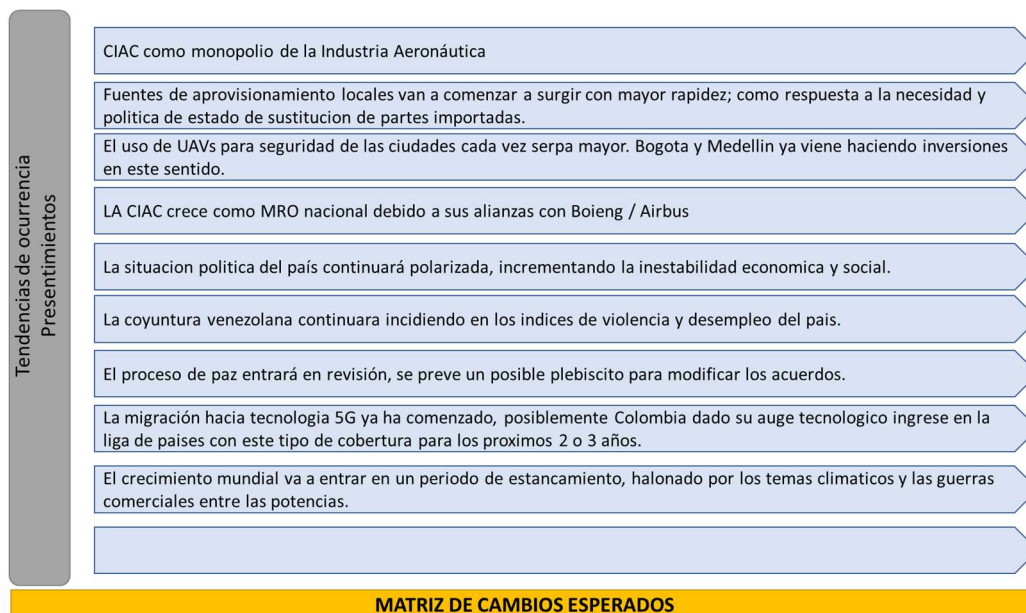 Tendencias de ocurrencia
Presentimientos
CIAC como monopolio de la Industria Aeronáutica
Fuentes de aprovisionamiento locales van a comenzar a surgir con mayor rapidez; como respuesta a la necesidad y
politica de estado de sustitucion de partes importadas.
El uso de UAVs para seguridad de las ciudades cada vez serpa mayor. Bogota y Medellin ya viene haciendo inversiones
en este sentido.
LA CIAC crece como MRO nacional debido a sus alianzas con Boieng / Airbus
La situacion politica del país continuará polarizada, incrementando la inestabilidad economica y social.
La coyuntura venezolana continuara incidiendo en los indices de violencia y desempleo del pais.
El proceso de paz entrará en revisión, se preve un posible plebiscito para modificar los acuerdos.
La migración hacia tecnologia 5G ya ha comenzado, posiblemente Colombia dado su auge tecnologico ingrese en la
liga de paises con este tipo de cobertura para los proximos 2 o 3 años.
El crecimiento mundial va a entrar en un periodo de estancamiento, halonado por los temas climaticos y las guerras
comerciales entre las potencias.
MATRIZ DE CAMBIOS ESPERADOS